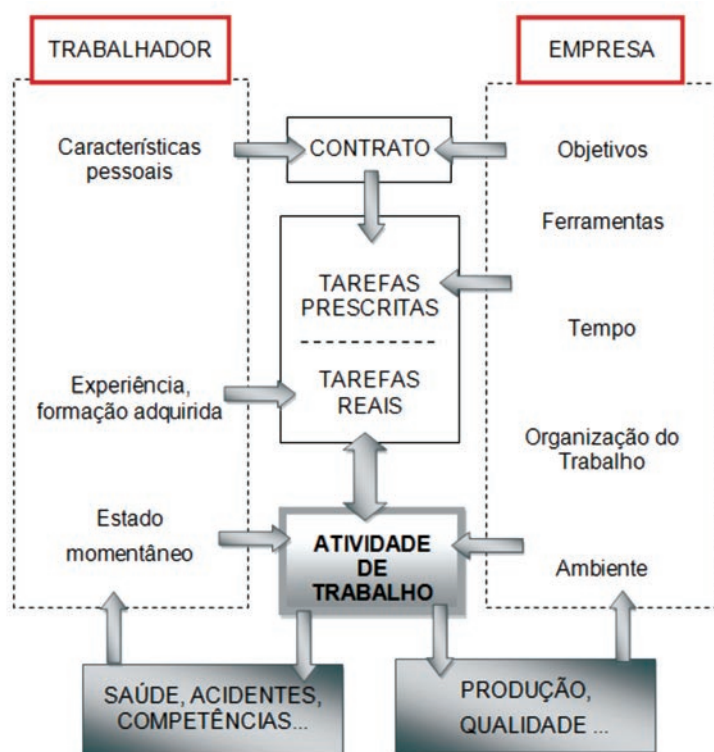 TRABALHADOR
EMPRESA
Características
pessoais
CONTRATO
Objetivos
Ferramentas
TAREFAS
PRESCRITAS
Tempo
Experiência,
formação adquirida
TAREFAS
REAIS
Organização do
Trabalho
Estado
momentâneo
ATIVIDADE
DE
TRABALHO
Ambiente
SAÚDE, ACIDENTES,
COMPETÊNCIAS...
PRODUÇÃO,
QUALIDADE ...